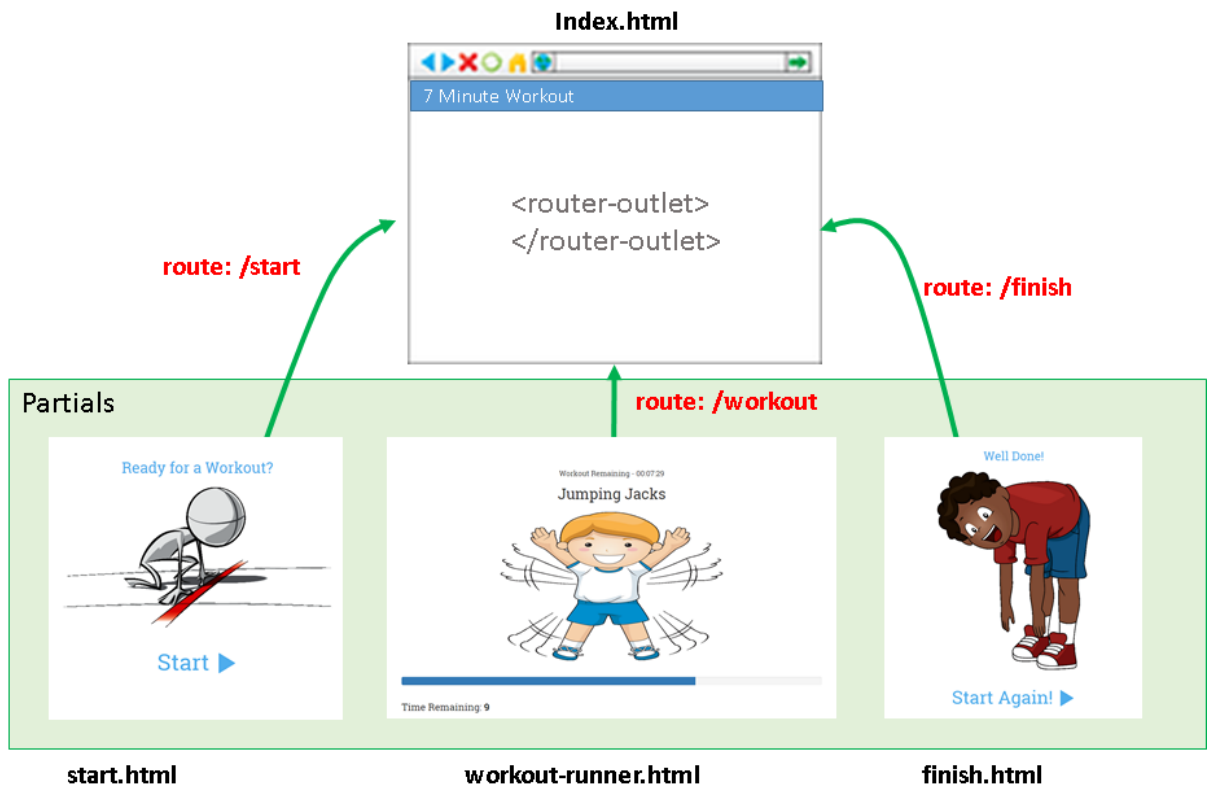 Index.html
7 Minute Workout
<router-outlet>
</router-outlet>
route: /start
route: /finish
Partials
route: /workout
Ready for a Workout?
Start
Workout Remaining - 00:07:29
Jumping Jacks
Time Remaining: 9
Well Done!
Start Again!
start.html
workout-runner.html
finish.html